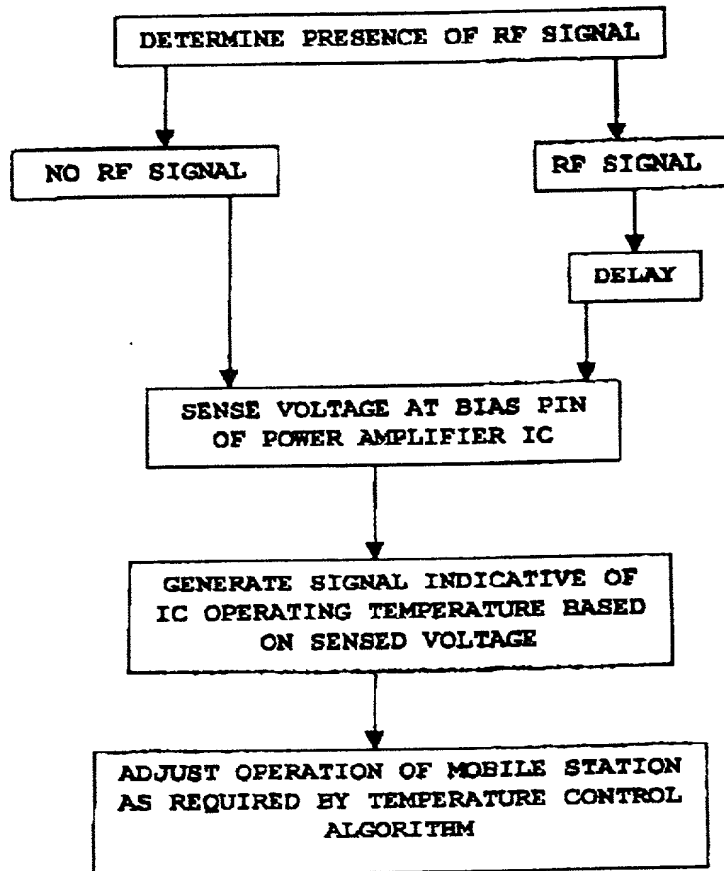 DETERMINE PRESENCE OF RF SIGNAL
NO RF SIGNAL
RF SIGNAL
DELAY
SENSE VOLTAGE AT BIAS PIN
OF POWER AMPLIFIER IC
GENERATE SIGNAL INDICATIVE OF
IC OPERATING TEMPERATURE BASED
ON SENSED VOLTAGE
ADJUST OPERATION OF MOBILE STATION
AS REQUIRED BY TEMPERATURE CONTROL
ALGORITHM